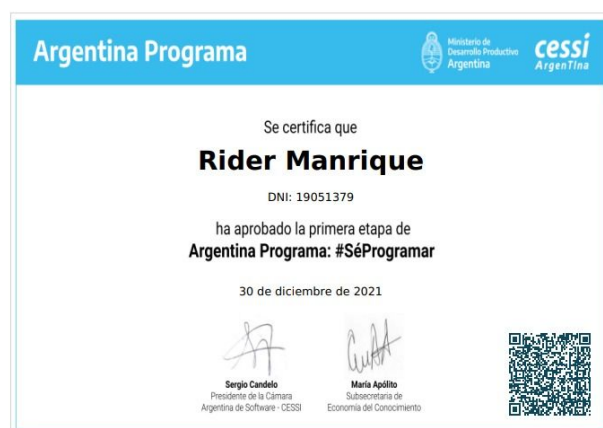 Argentina Programa
Ministerio de
Desarrollo Productivo
Argentina
cessi
ArgenTIna
Se certifica que
Rider Manrique
DNI: 19051379
ha aprobado la primera etapa de
Argentina Programa: #SéProgramar
30 de diciembre de 2021
Sergio Candelo
Presidente de la Cámara
Argentina de Software - CESSI
María Apólito
Subsecretaria de
Economía del Conocimiento